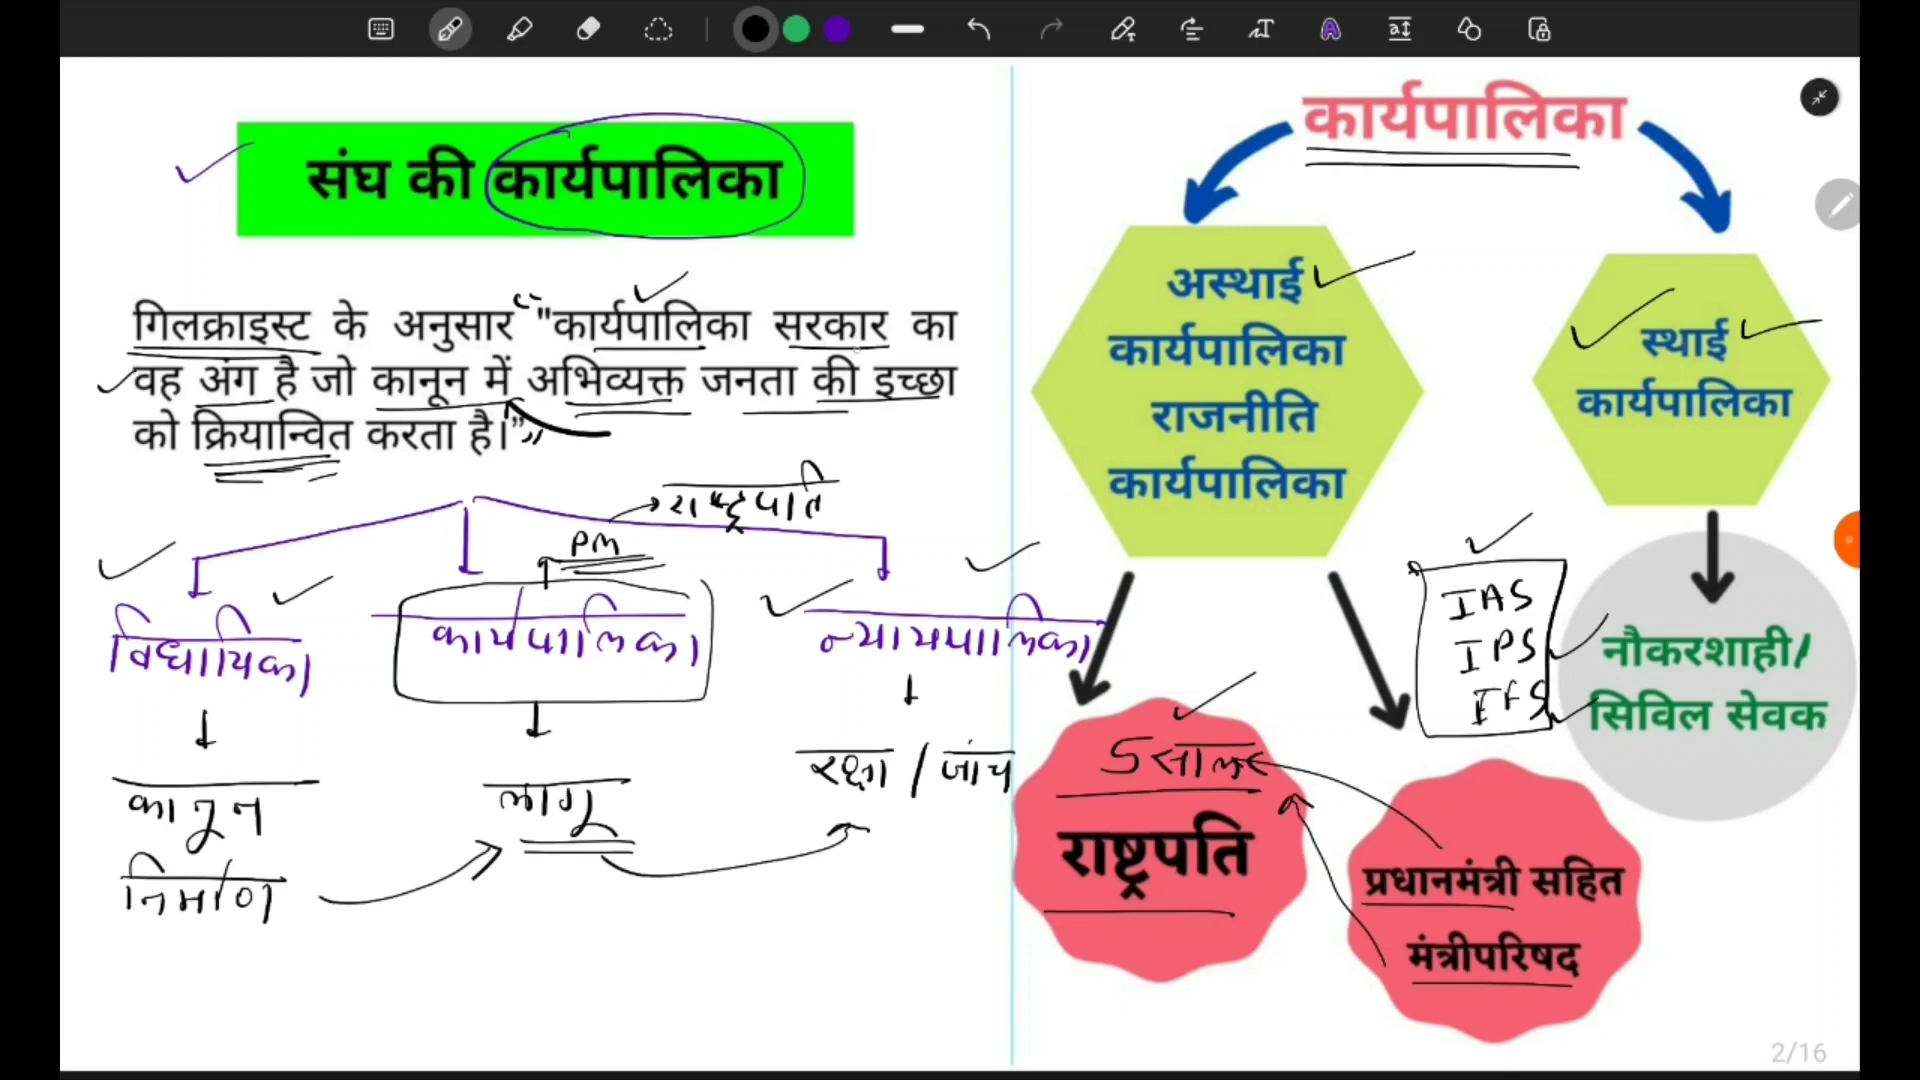 संघ की कार्यपालिका
गिलक्राइस्ट के अनुसार "कार्यपालिका सरकार का
वह अंग है जो कानून में अभिव्यक्त जनता की इच्छा
को क्रियान्वित करता है।"
राष्ट्रपति
PM
विधायिका
कार्यपालिका
न्यायपालिका
कानून
निर्माण
लागू
रक्षा / जांच
कार्यपालिका
अस्थाई
कार्यपालिका
राजनीति
कार्यपालिका
स्थाई
कार्यपालिका
IAS
IPS
IFS
नौकरशाही/
सिविल सेवक
5 साल
राष्ट्रपति
प्रधानमंत्री सहित
मंत्रीपरिषद
2/16